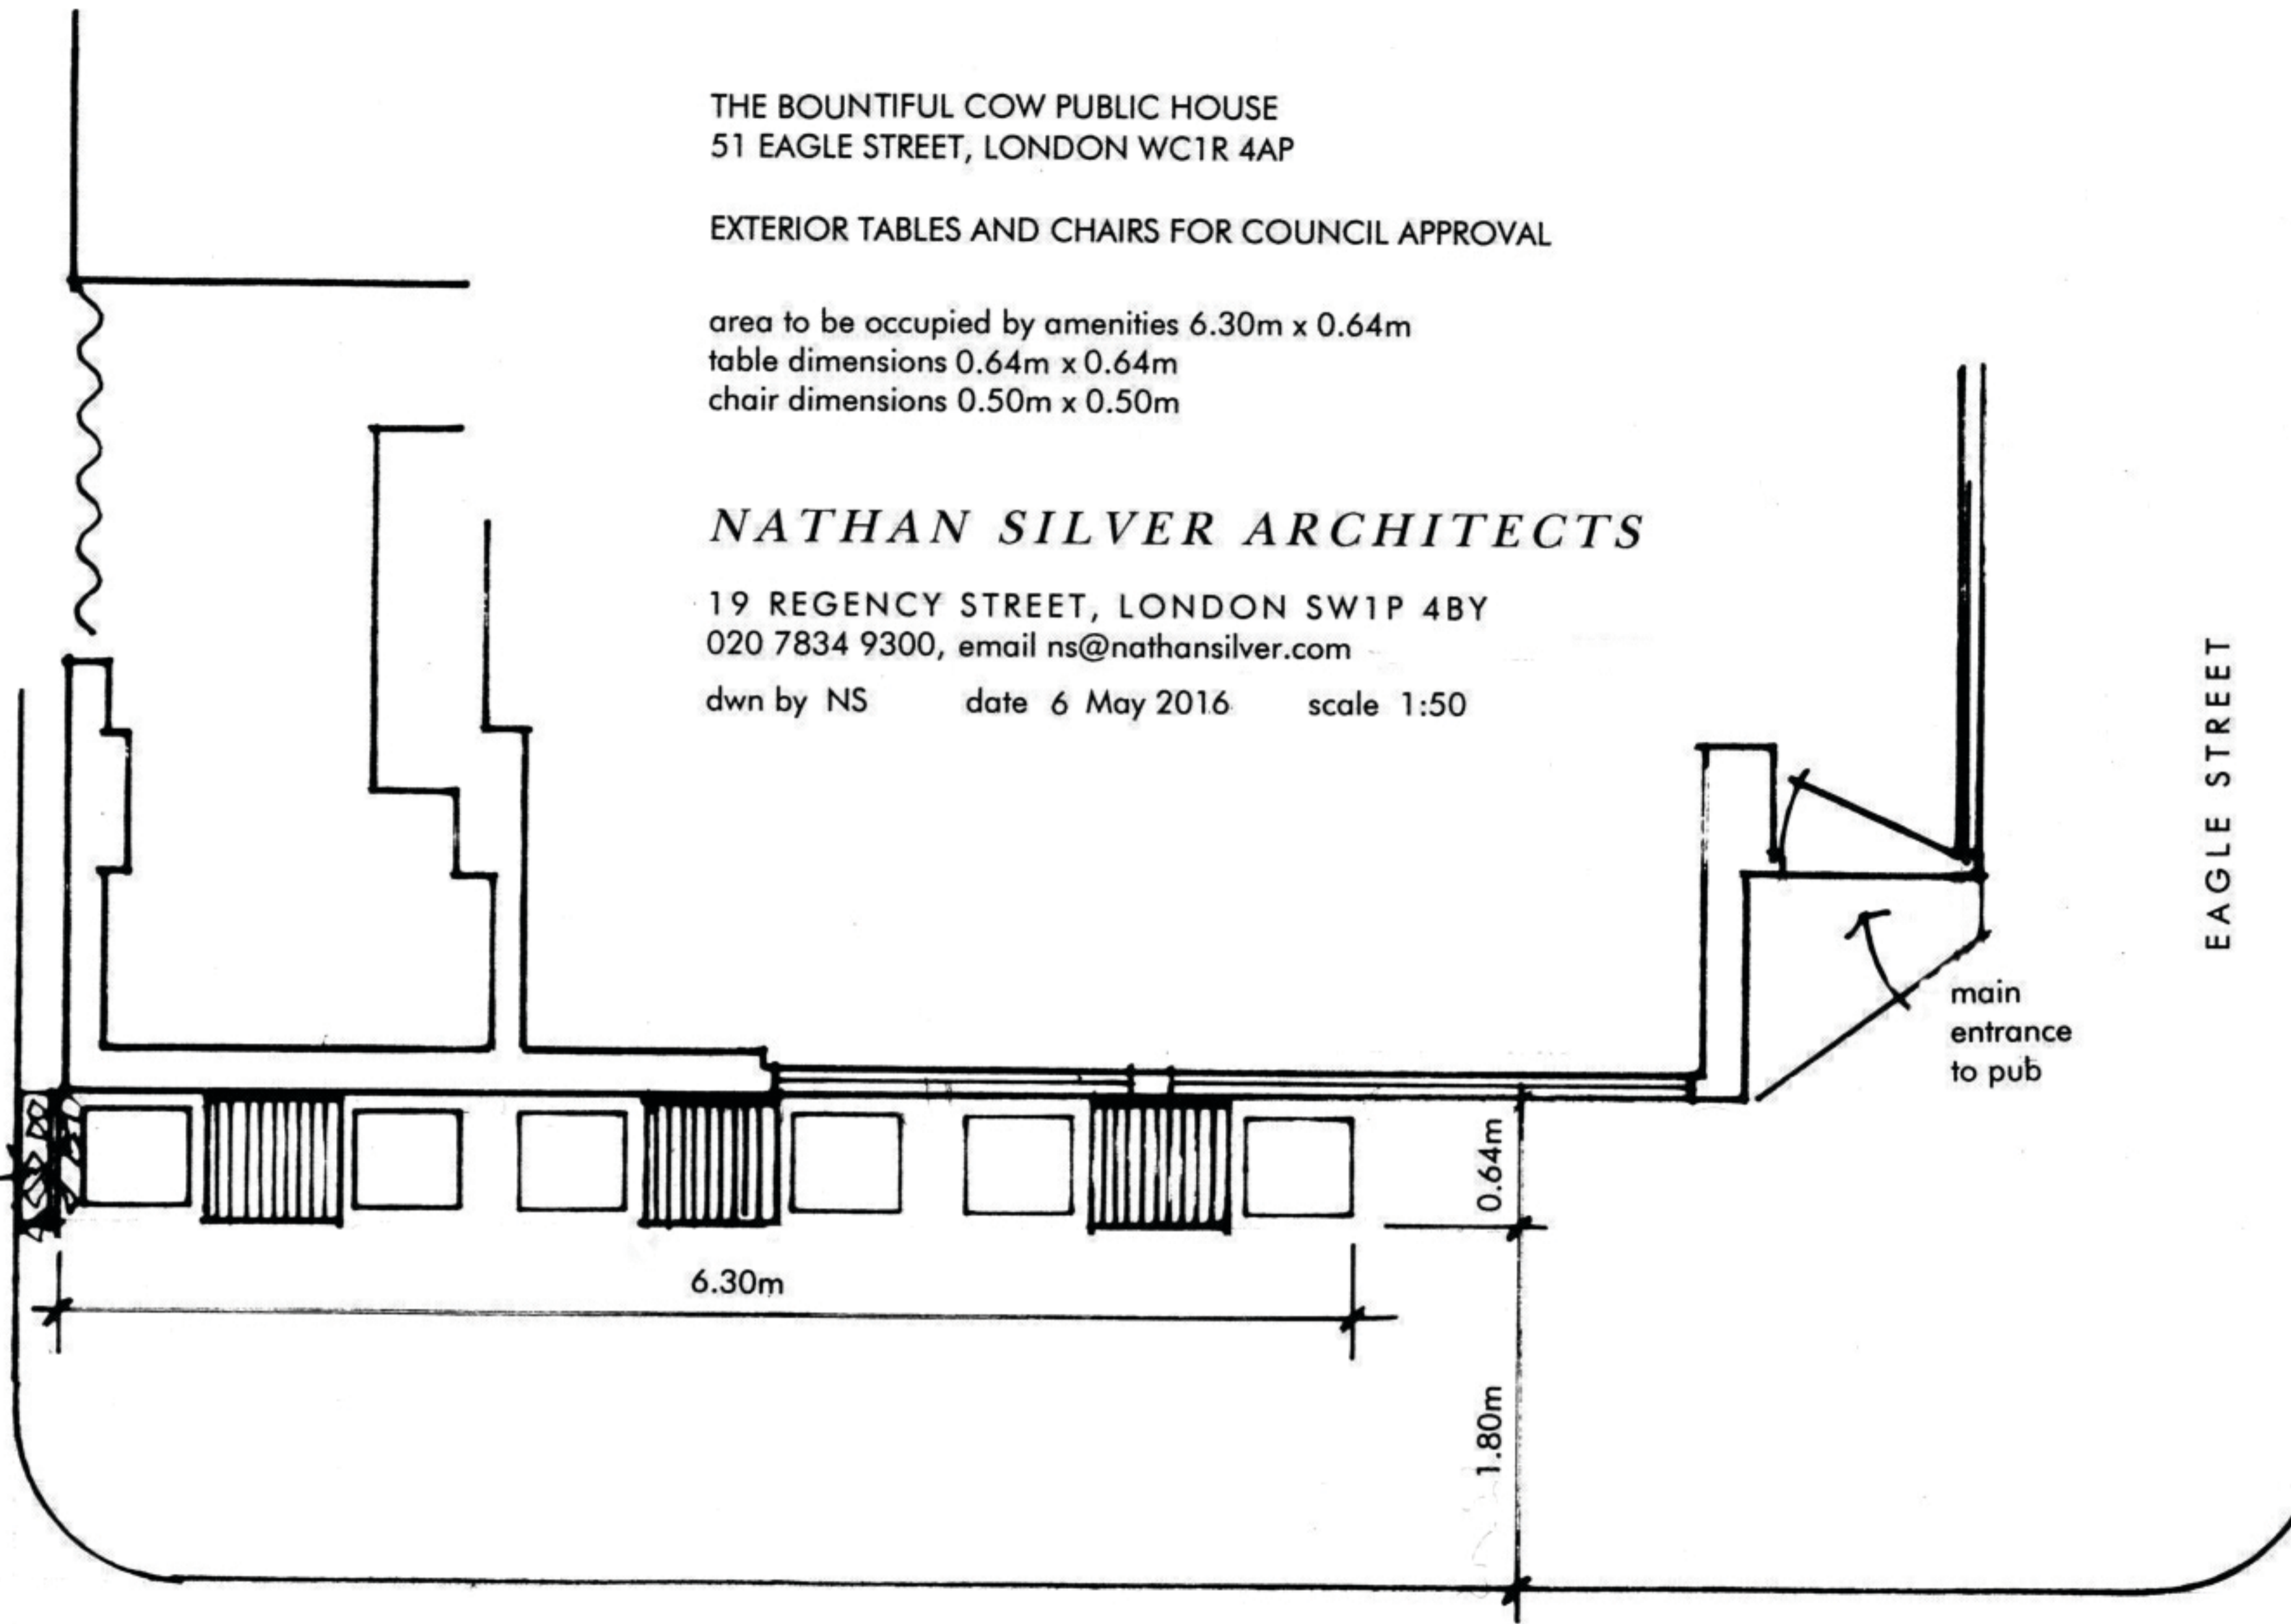 THE BOUNTIFUL COW PUBLIC HOUSE
51 EAGLE STREET, LONDON WC1R 4AP
EXTERIOR TABLES AND CHAIRS FOR COUNCIL APPROVAL
area to be occupied by amenities 6.30m x 0.64m
table dimensions 0.64m x 0.64m
chair dimensions 0.50m x 0.50m
NATHAN SILVER ARCHITECTS
19 REGENCY STREET, LONDON SW1P 4BY
020 7834 9300, email ns@nathansilver.com
dwn by NS date 6 May 2016 scale 1:50
EAGLE STREET
main
entrance
to pub
0.64m
6.30m
1.80m